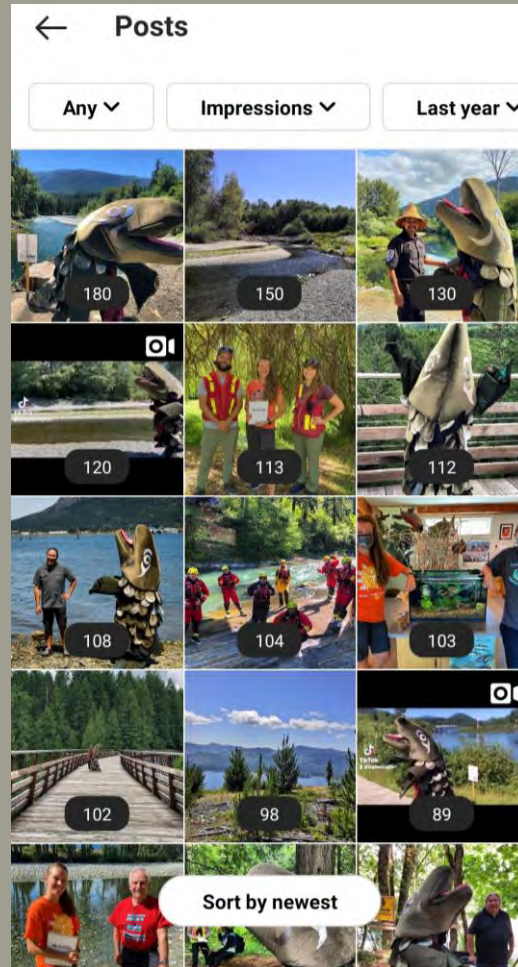 Posts
Any Impressions Last year
180 150 130
120 113 112
108 104 103
102 98 89
TikTok
Sort by newest